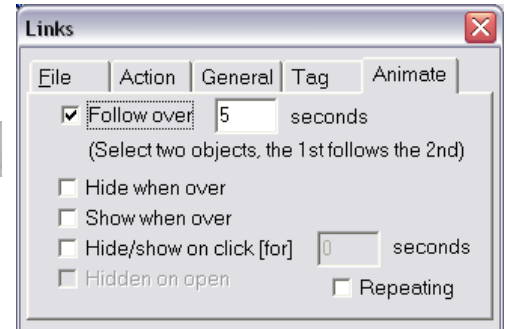 Links
File Action General Tag Animate
Follow over 5 seconds
(Select two objects, the 1st follows the 2nd)
Hide when over
Show when over
Hide/show on click [for] 0 seconds
Hidden on open
Repeating